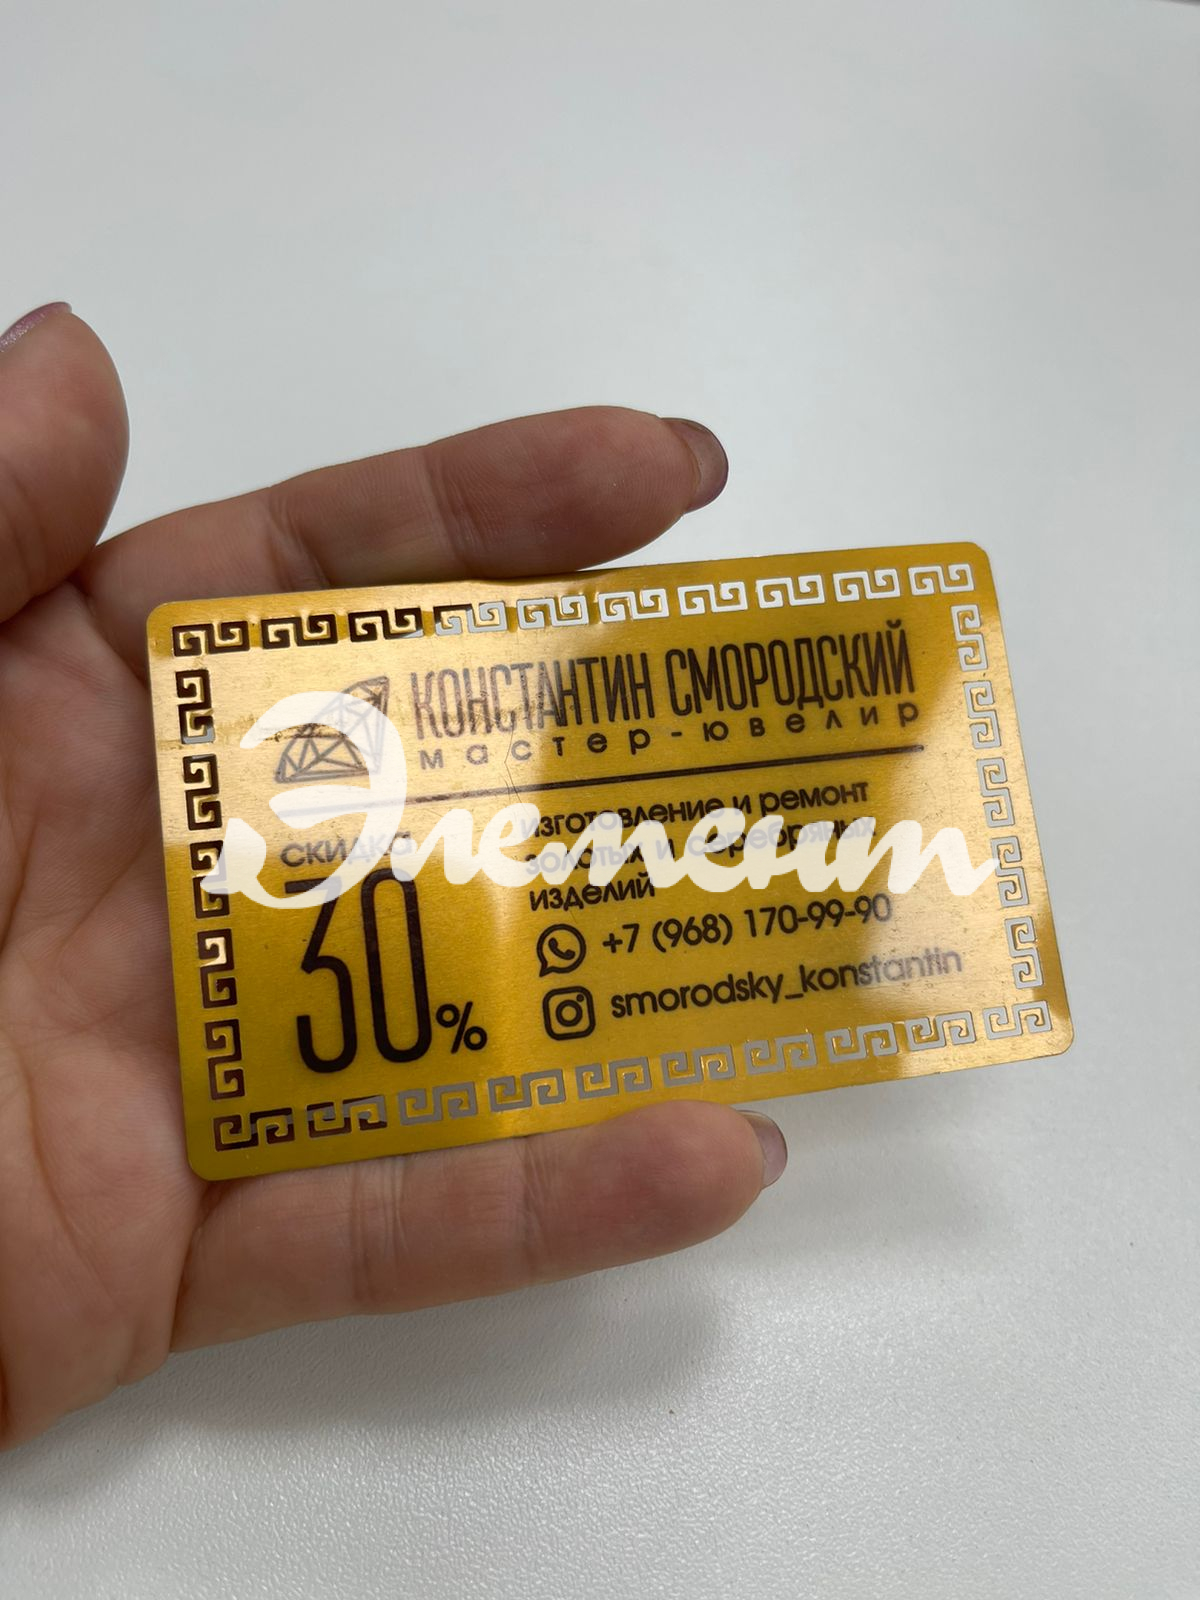 КОНСТАНТИН СМОРОДСКИЙ
мастер-ювелир
скидка
30%
изготовление и ремонт
золотых и серебряных
изделий
+7 (968) 170-99-90
smorodsky_konstantin
Элемент